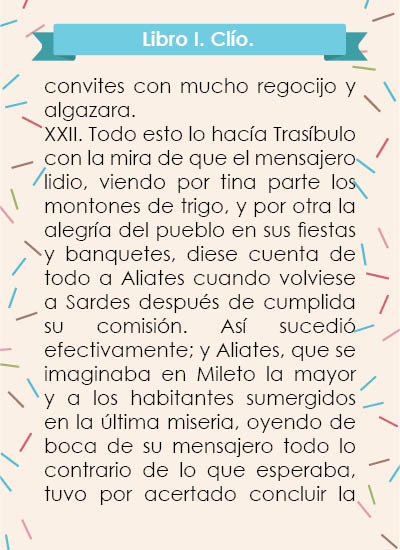 Libro I. Clío.
convites con mucho regocijo y
algazara.
XXII. Todo esto lo hacía Trasíbulo
con la mira de que el mensajero
lidio, viendo por tina parte los
montones de trigo, y por otra la
alegría del pueblo en sus fiestas
y banquetes, diese cuenta de
todo a Aliates cuando volviese
a Sardes después de cumplida
su comisión. Así sucedió
efectivamente; y Aliates, que se
imaginaba en Mileto la mayor
y a los habitantes sumergidos
en la última miseria, oyendo de
boca de su mensajero todo lo
contrario de lo que esperaba,
tuvo por acertado concluir la